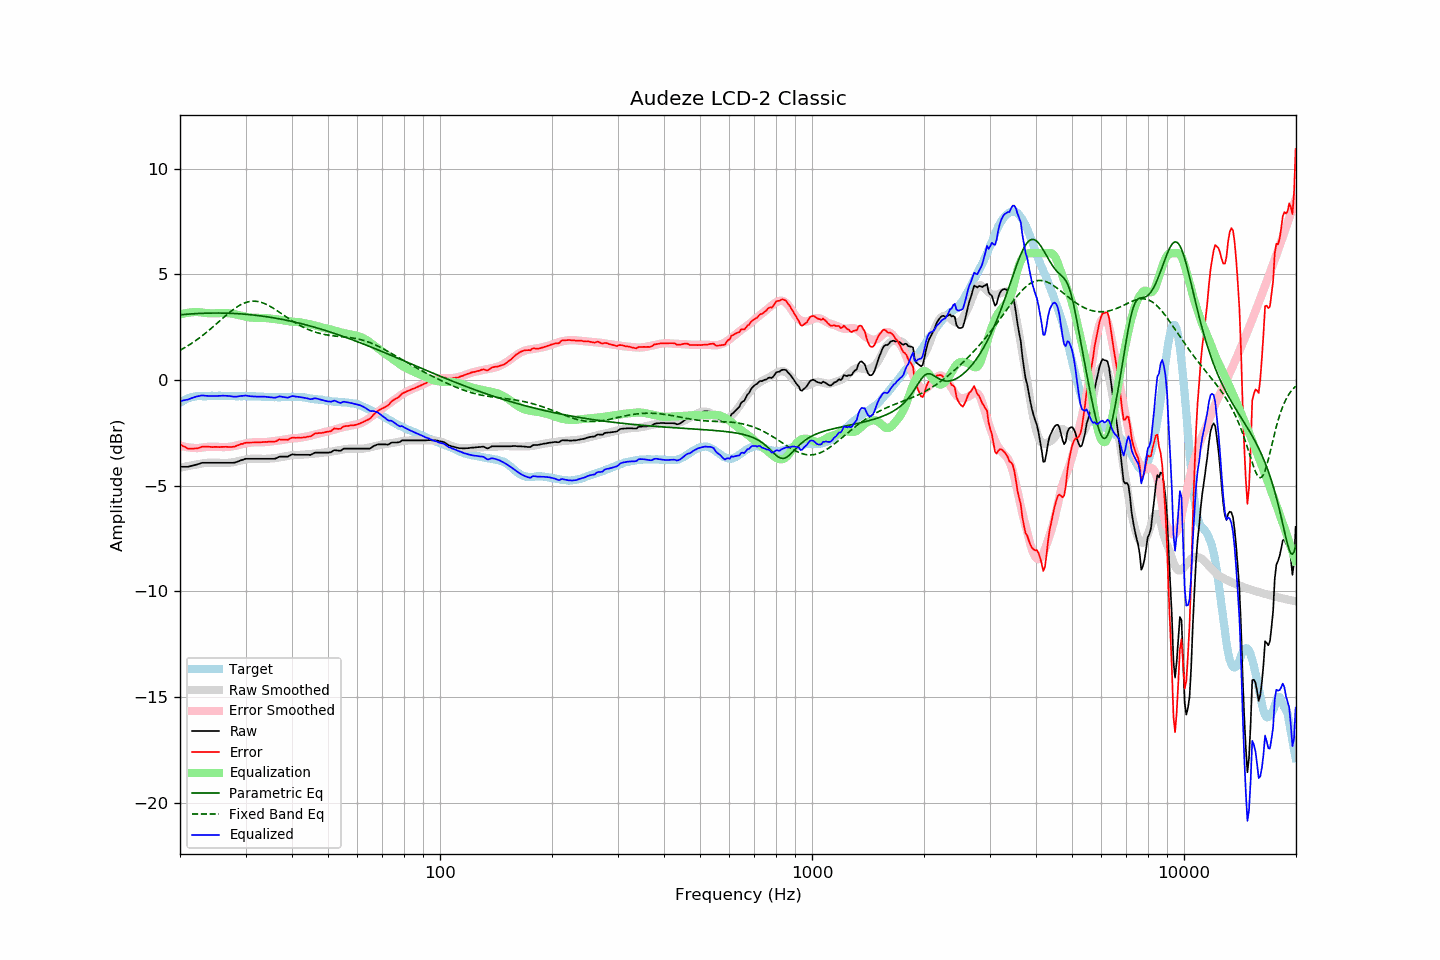 Audeze LCD-2 Classic
Amplitude (dBr)
10
5
0
−5
−10
−15
−20
Target
Raw Smoothed
Error Smoothed
Raw
Error
Equalization
Parametric Eq
Fixed Band Eq
Equalized
100
1000
10000
Frequency (Hz)